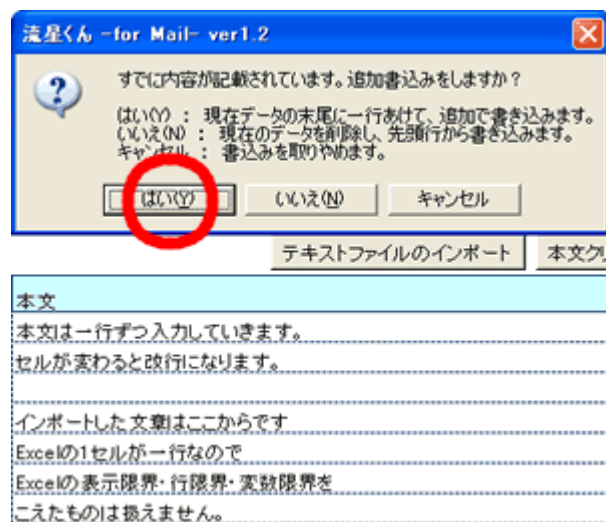 流星くん -for Mail- ver1.2
すでに内容が記載されています。追加書込みをしますか？
はい(Y) ： 現在データの末尾に一行あけて、追加で書き込みます。
いいえ(N) ： 現在のデータを削除し、先頭行から書き込みます。
キャンセル ： 書込みを取りやめます。
はい(Y) いいえ(N) キャンセル
テキストファイルのインポート 本文クリ
本文
本文は一行ずつ入力していきます。
セルが変わると改行になります。
インポートした文章はここからです
Excelの1セルが一行なので
Excelの表示限界・行限界・変数限界を
こえたものは扱えません。